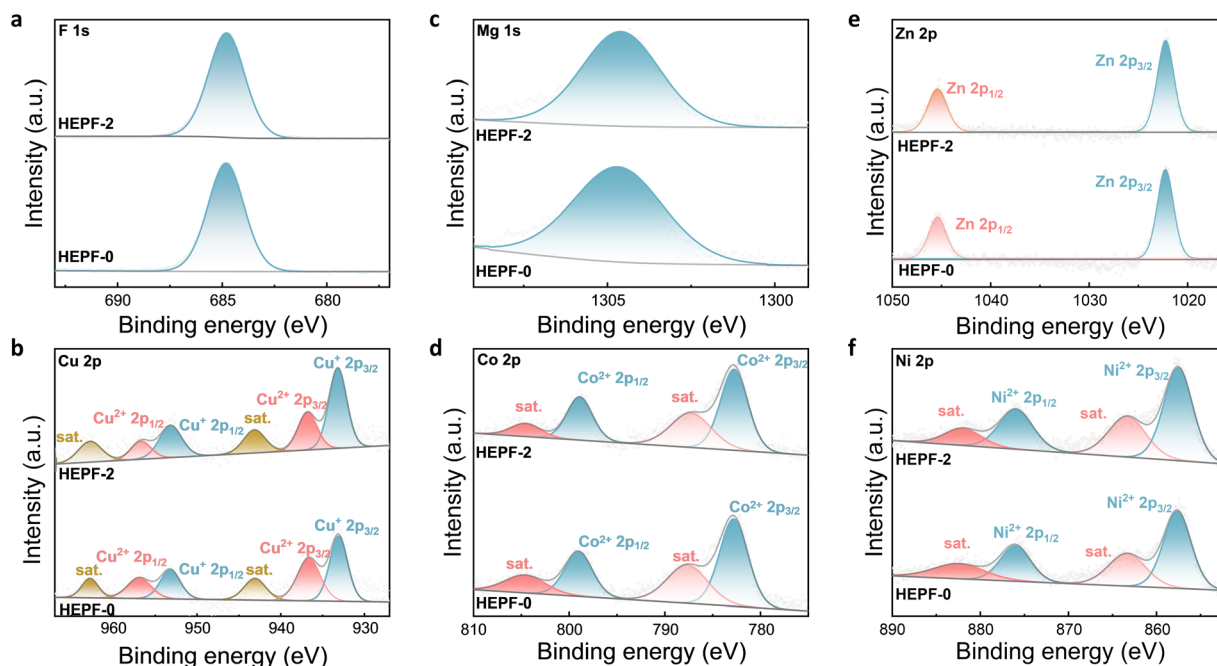 a
F 1s
HEPF-2
HEPF-0
Intensity (a.u.)
690
685
680
Binding energy (eV)
c
Mg 1s
HEPF-2
HEPF-0
Intensity (a.u.)
1305
1300
Binding energy (eV)
e
Zn 2p
Zn 2p3/2
Zn 2p1/2
HEPF-2
Zn 2p3/2
Zn 2p1/2
HEPF-0
Intensity (a.u.)
1050
1040
1030
1020
Binding energy (eV)
b
Cu 2p
Cu+ 2p3/2
Cu2+ 2p3/2
Cu2+ 2p1/2
Cu+ 2p1/2
sat.
sat.
HEPF-2
Cu+ 2p3/2
Cu2+ 2p3/2
Cu2+ 2p1/2
Cu+ 2p1/2
sat.
sat.
HEPF-0
Intensity (a.u.)
960
950
940
930
Binding energy (eV)
d
Co 2p
Co2+ 2p3/2
Co2+ 2p1/2
sat.
sat.
HEPF-2
Co2+ 2p3/2
Co2+ 2p1/2
sat.
sat.
HEPF-0
Intensity (a.u.)
810
800
790
780
Binding energy (eV)
f
Ni 2p
Ni2+ 2p3/2
Ni2+ 2p1/2
sat.
sat.
HEPF-2
Ni2+ 2p3/2
Ni2+ 2p1/2
sat.
sat.
HEPF-0
Intensity (a.u.)
890
880
870
860
Binding energy (eV)